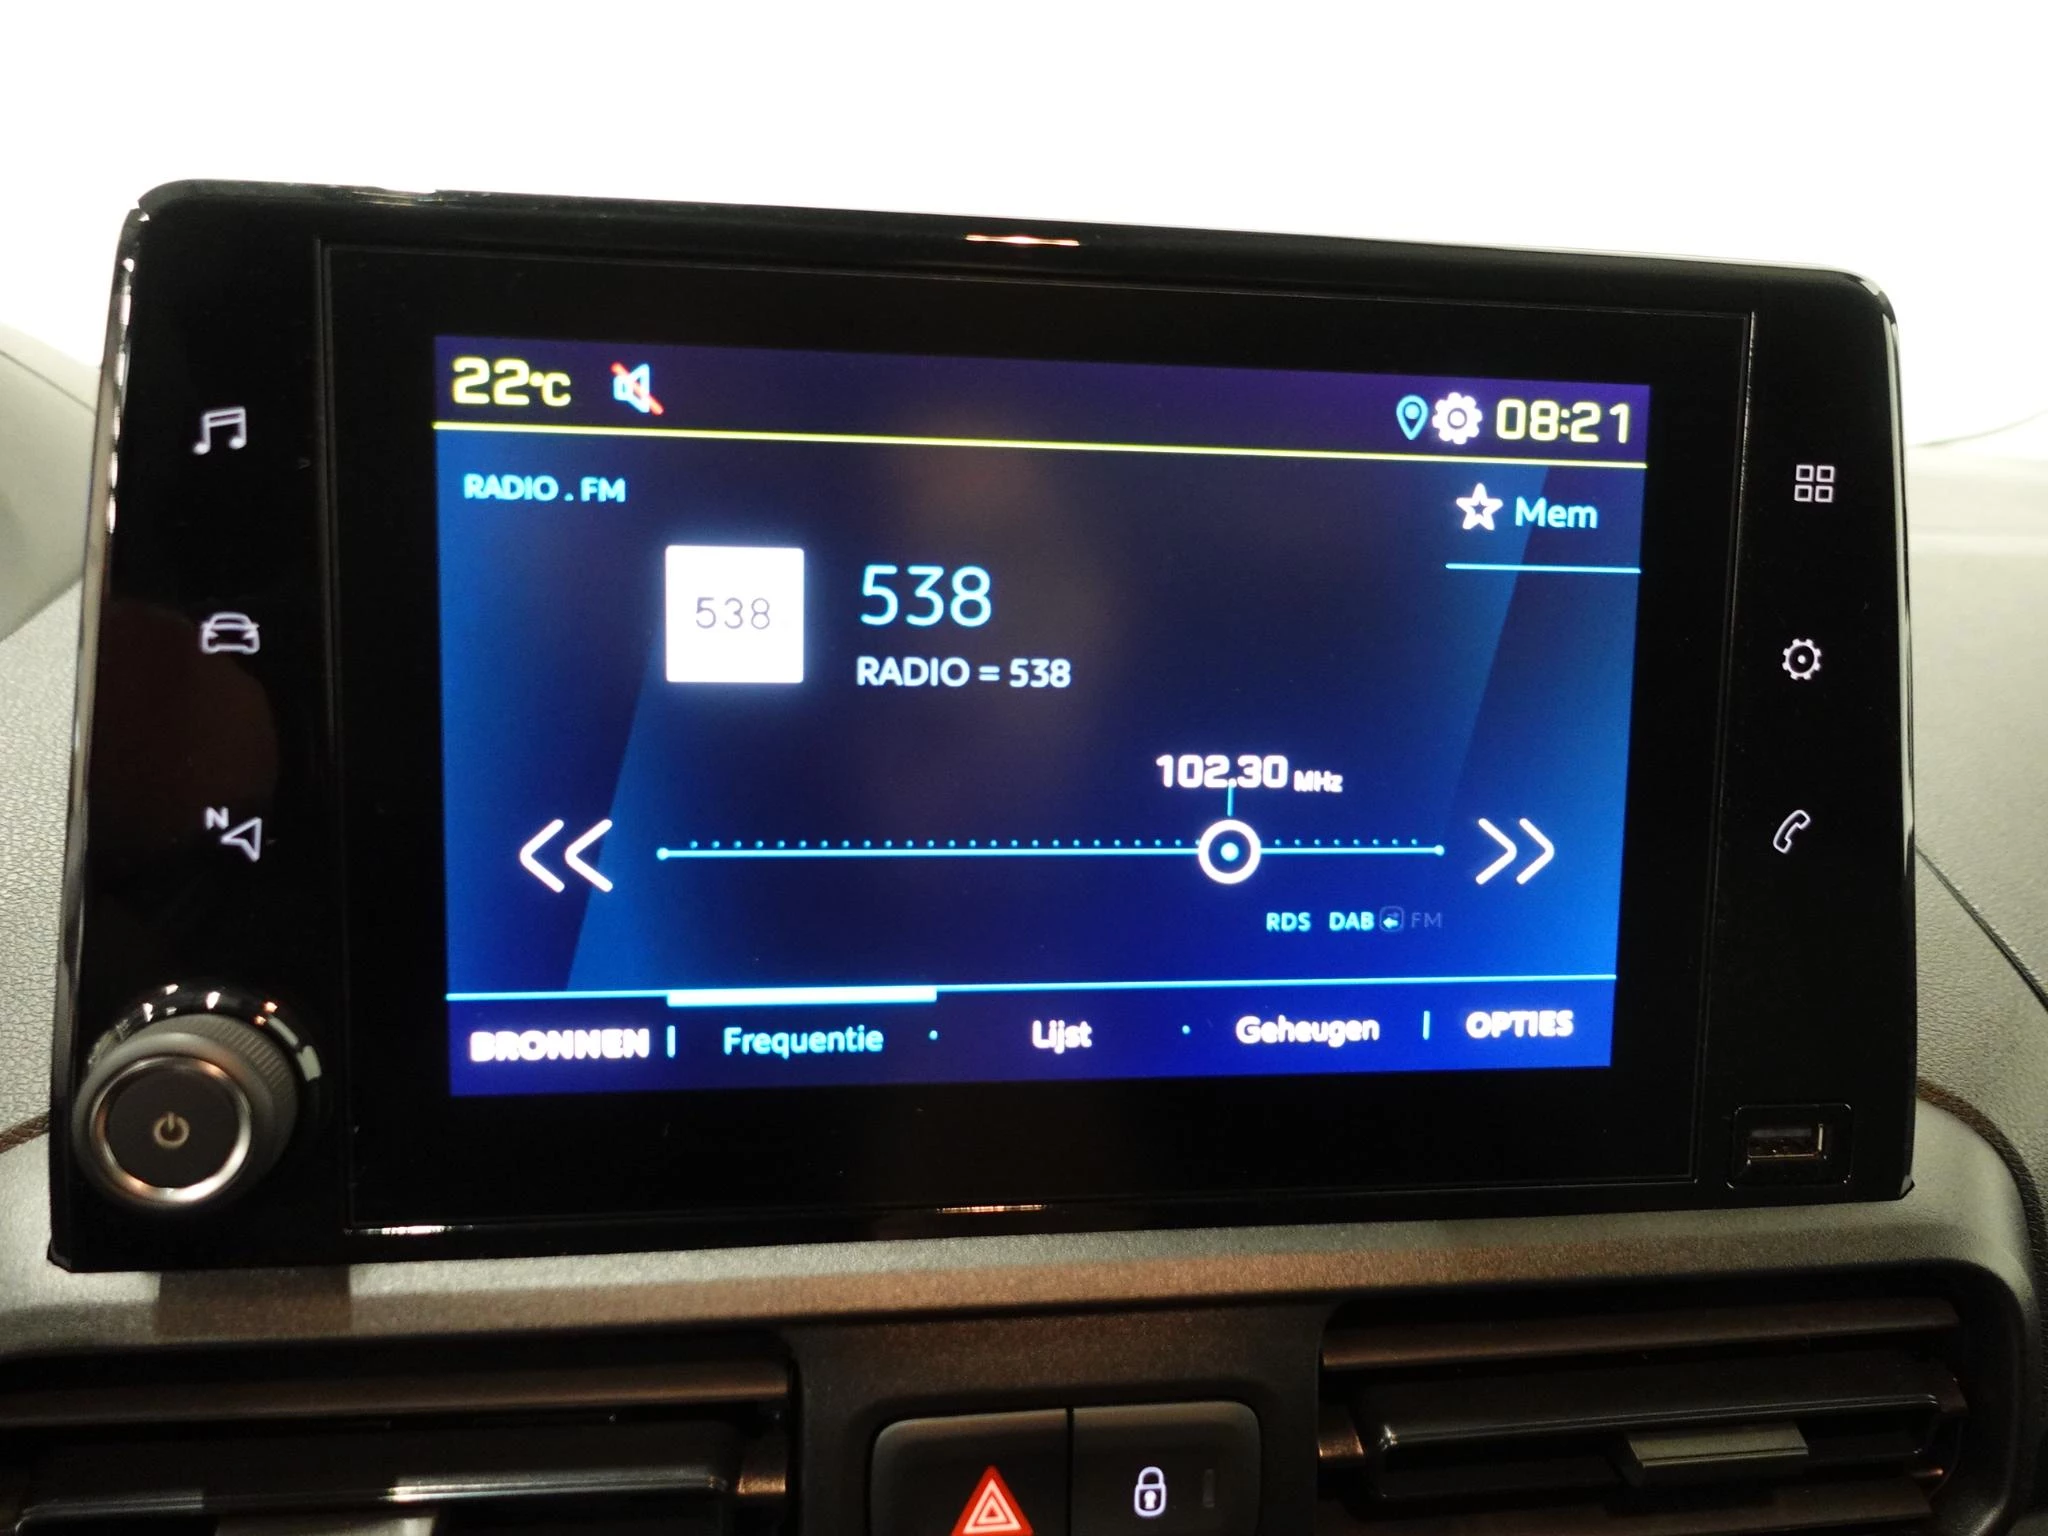 22°C 08:21
RADIO . FM
Mem
538
538
RADIO = 538
102.30 MHz
N
RDS DAB FM
BRONNEN | Frequentie · Lijst · Geheugen | OPTIES